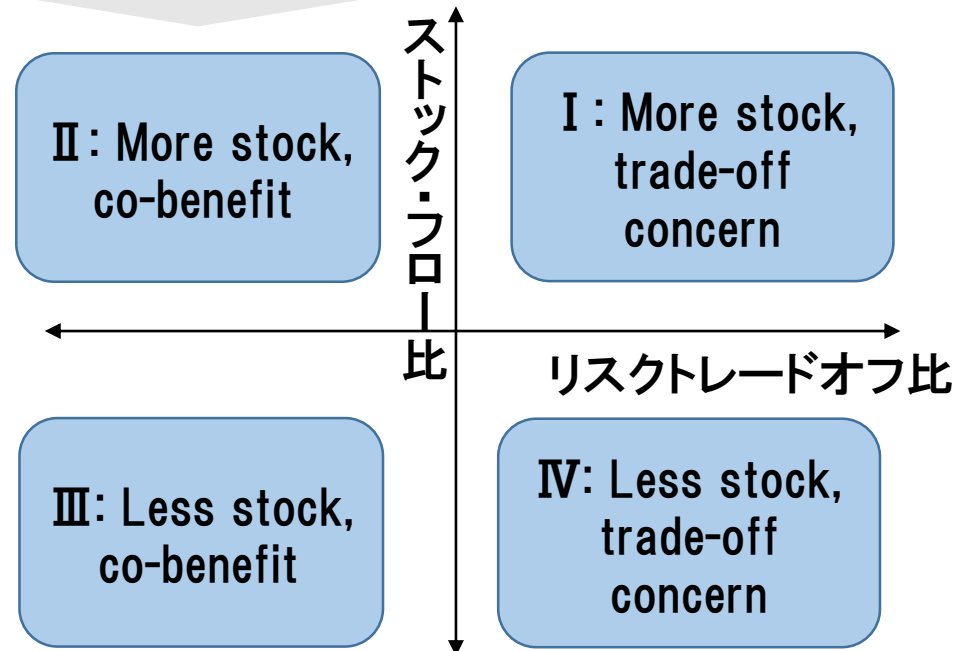 Ⅱ: More stock,
co-benefit
ストック・フロー比
Ⅰ: More stock,
trade-off
concern
リスクトレードオフ比
Ⅲ: Less stock,
co-benefit
Ⅳ: Less stock,
trade-off
concern